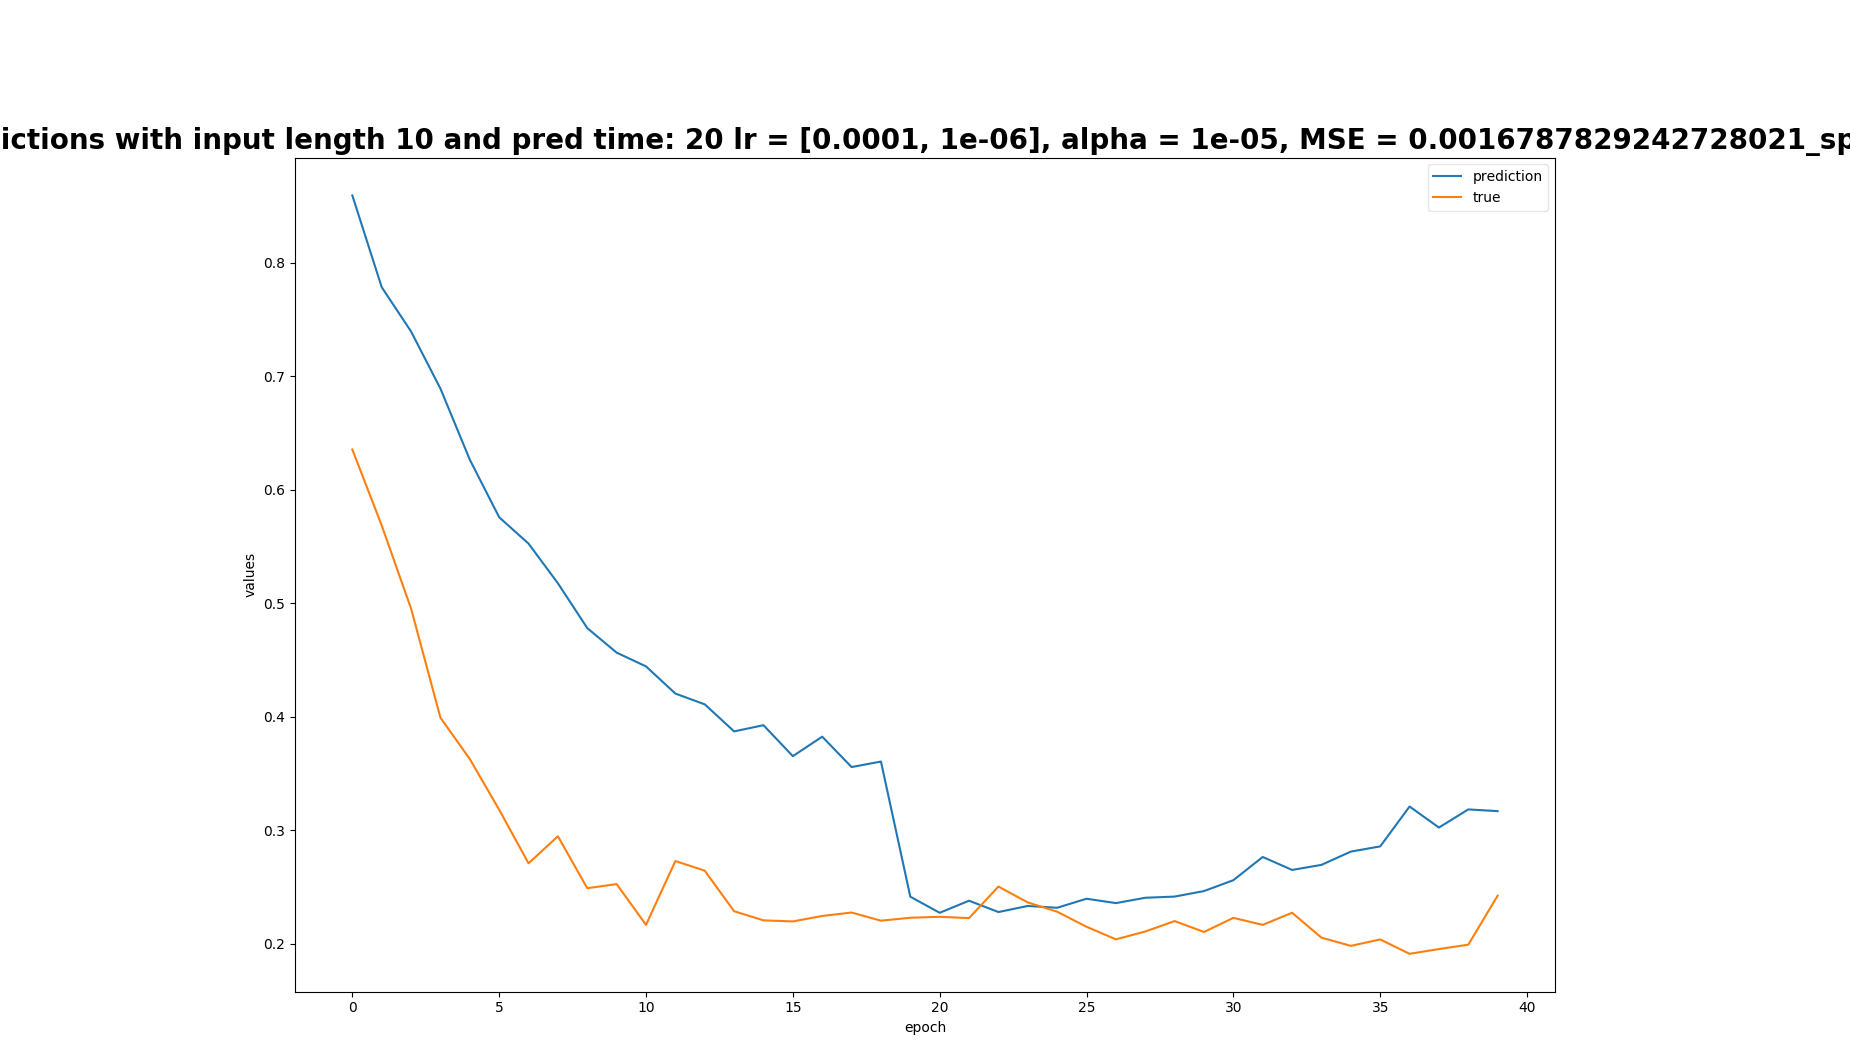 ictions with input length 10 and pred time: 20 lr = [0.0001, 1e-06], alpha = 1e-05, MSE = 0.0016787829242728021_sp
prediction
true
0.8
0.7
0.6
0.5
0.4
0.3
0.2
values
0 5 10 15 20 25 30 35 40
epoch